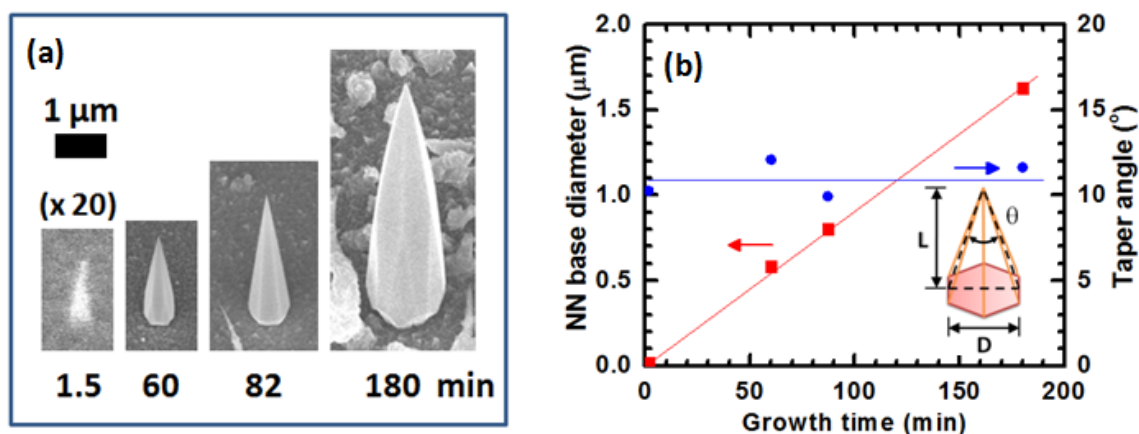 (a)
1 μm
(x 20)
1.5 60 82 180 min
(b)
NN base diameter (μm)
2.0
1.5
1.0
0.5
0.0
Taper angle (°)
20
15
10
5
0
θ
L
D
0 50 100 150 200
Growth time (min)